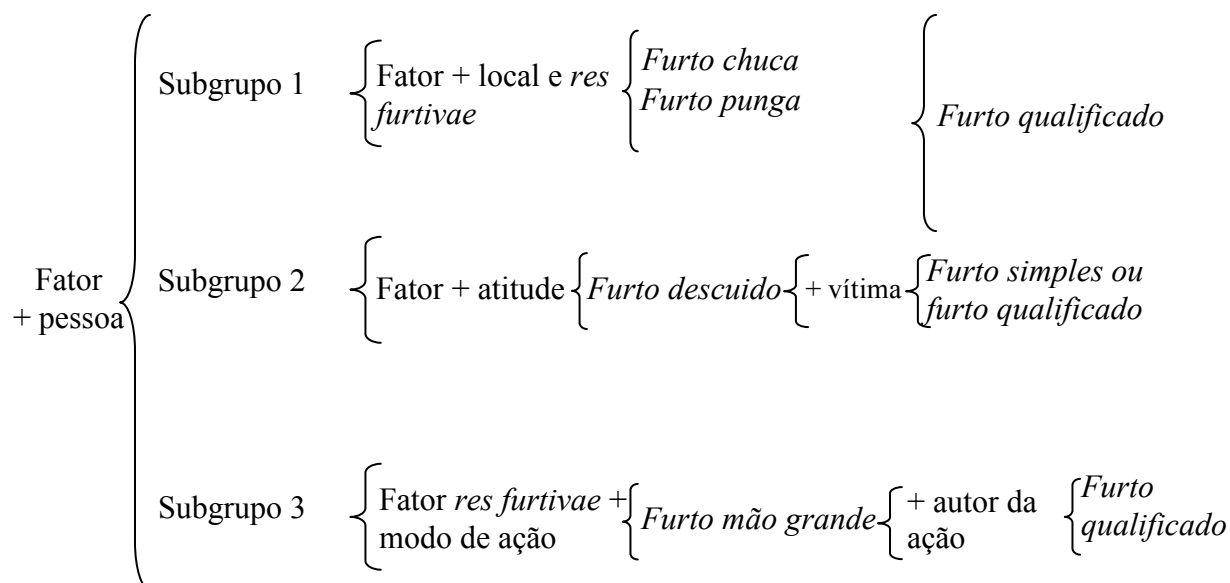 Fator
+ pessoa
Subgrupo 1
Fator + local e res
furtivae
Furto chuca
Furto punga
Furto qualificado
Subgrupo 2
Fator + atitude
Furto descuido
+ vítima
Furto simples ou
furto qualificado
Subgrupo 3
Fator res furtivae +
modo de ação
Furto mão grande
+ autor da
ação
Furto
qualificado